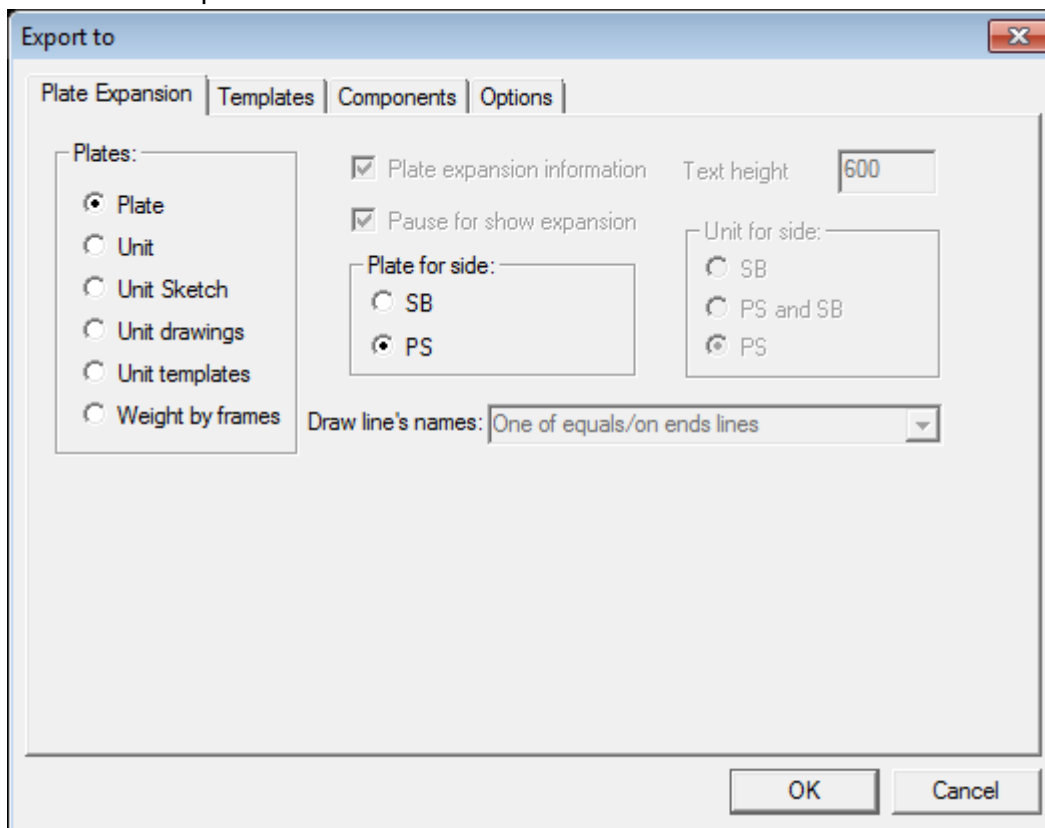 Export to
Plate Expansion Templates Components Options
Plates:
Plate
Unit
Unit Sketch
Unit drawings
Unit templates
Weight by frames
Plate expansion information
Text height 600
Pause for show expansion
Plate for side:
SB
PS
Unit for side:
SB
PS and SB
PS
Draw line's names: One of equals/on ends lines
OK Cancel